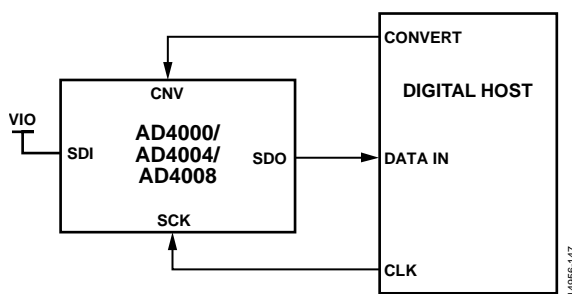 CONVERT
DIGITAL HOST
CNV
VIO
SDI
AD4000/
AD4004/
AD4008
SDO
DATA IN
SCK
CLK